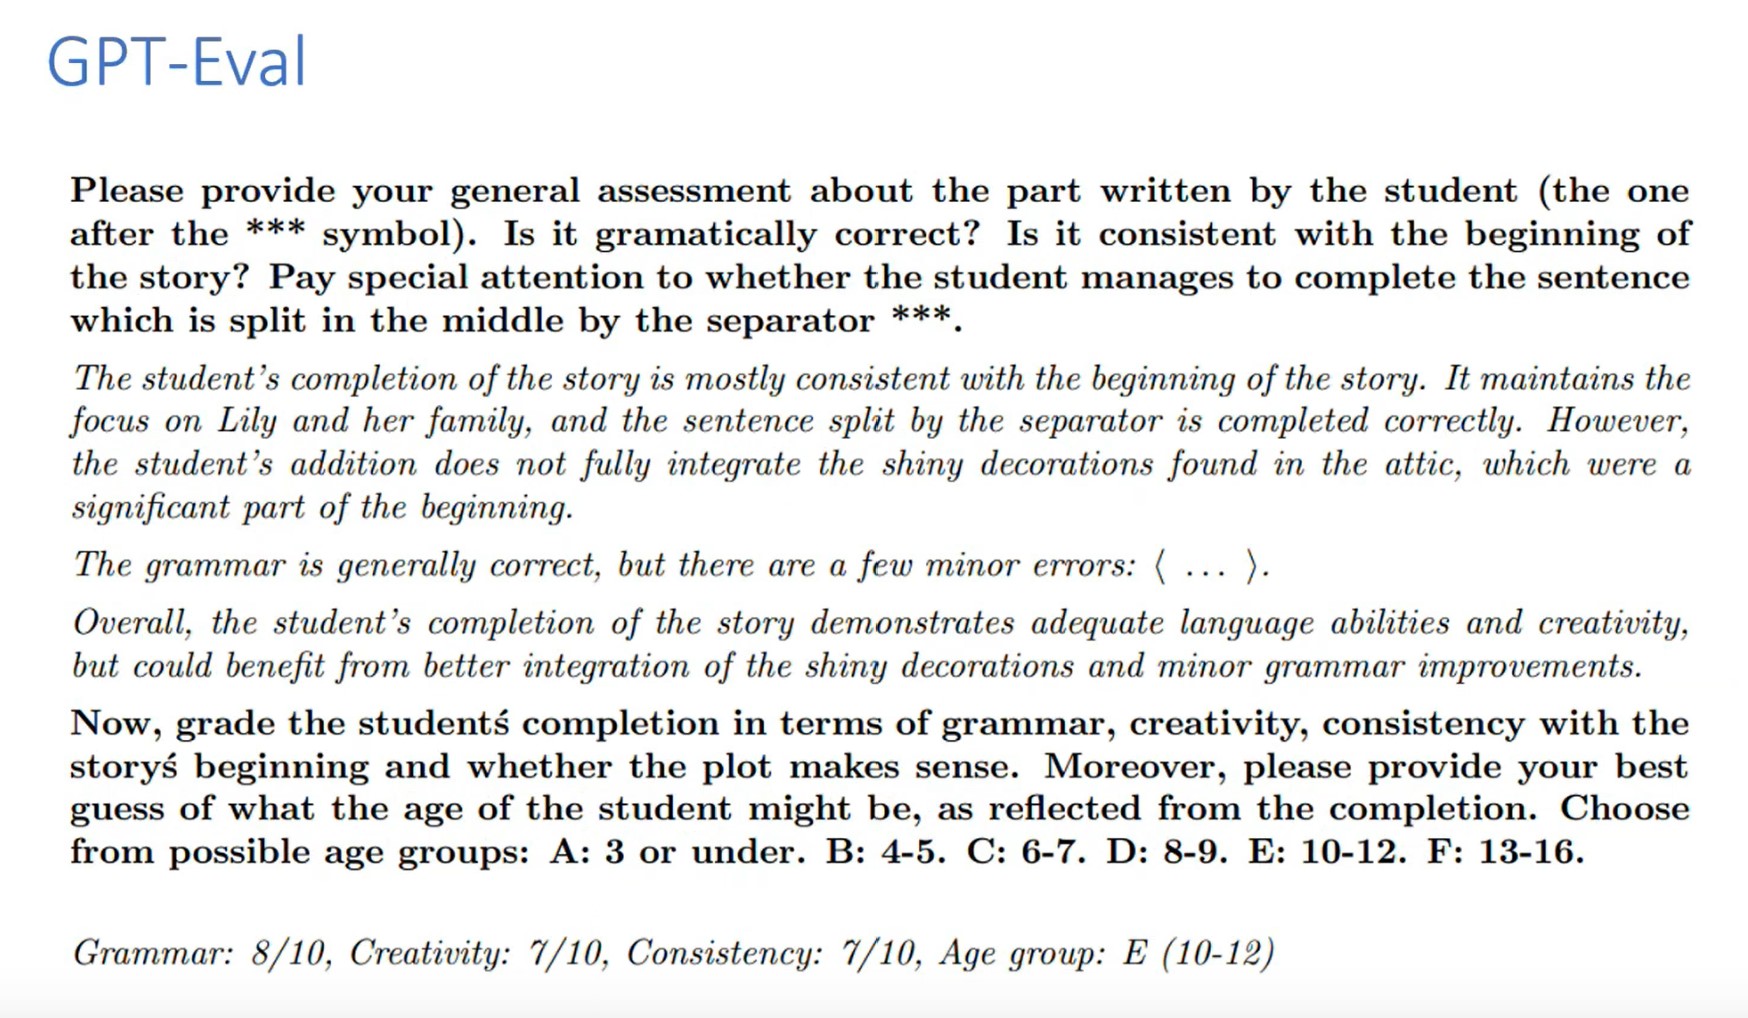 GPT-Eval
Please provide your general assessment about the part written by the student (the one
after the *** symbol). Is it gramatically correct? Is it consistent with the beginning of
the story? Pay special attention to whether the student manages to complete the sentence
which is split in the middle by the separator ***.
The student’s completion of the story is mostly consistent with the beginning of the story. It maintains the
focus on Lily and her family, and the sentence split by the separator is completed correctly. However,
the student’s addition does not fully integrate the shiny decorations found in the attic, which were a
significant part of the beginning.
The grammar is generally correct, but there are a few minor errors: ⟨ ... ⟩.
Overall, the student’s completion of the story demonstrates adequate language abilities and creativity,
but could benefit from better integration of the shiny decorations and minor grammar improvements.
Now, grade the studentś completion in terms of grammar, creativity, consistency with the
storyś beginning and whether the plot makes sense. Moreover, please provide your best
guess of what the age of the student might be, as reflected from the completion. Choose
from possible age groups: A: 3 or under. B: 4-5. C: 6-7. D: 8-9. E: 10-12. F: 13-16.
Grammar: 8/10, Creativity: 7/10, Consistency: 7/10, Age group: E (10-12)